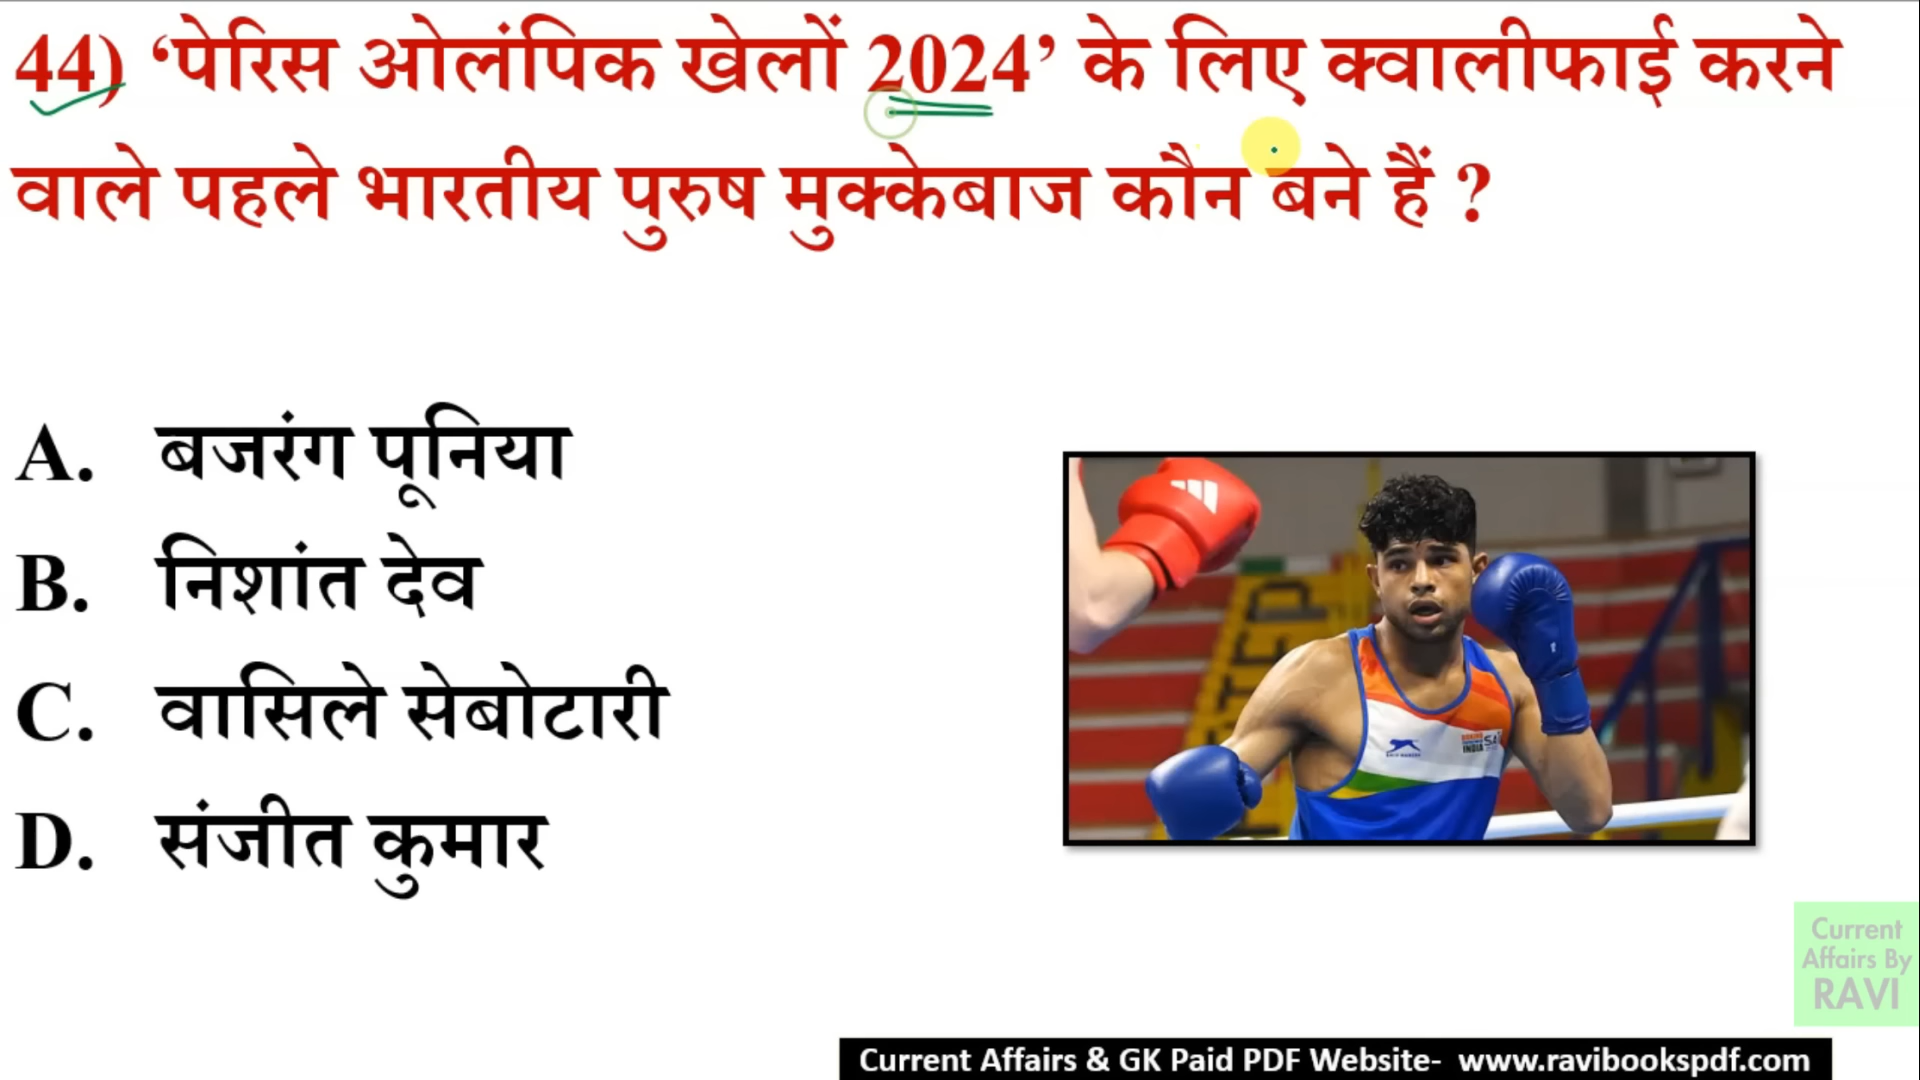 44) ‘पेरिस ओलंपिक खेलों 2024’ के लिए क्वालीफाई करने
वाले पहले भारतीय पुरुष मुक्केबाज कौन बने हैं ?
A. बजरंग पूनिया
B. निशांत देव
C. वासिले सेबोटारी
D. संजीत कुमार
INDIA
Current
Affairs By
RAVI
Current Affairs & GK Paid PDF Website- www.ravibookspdf.com